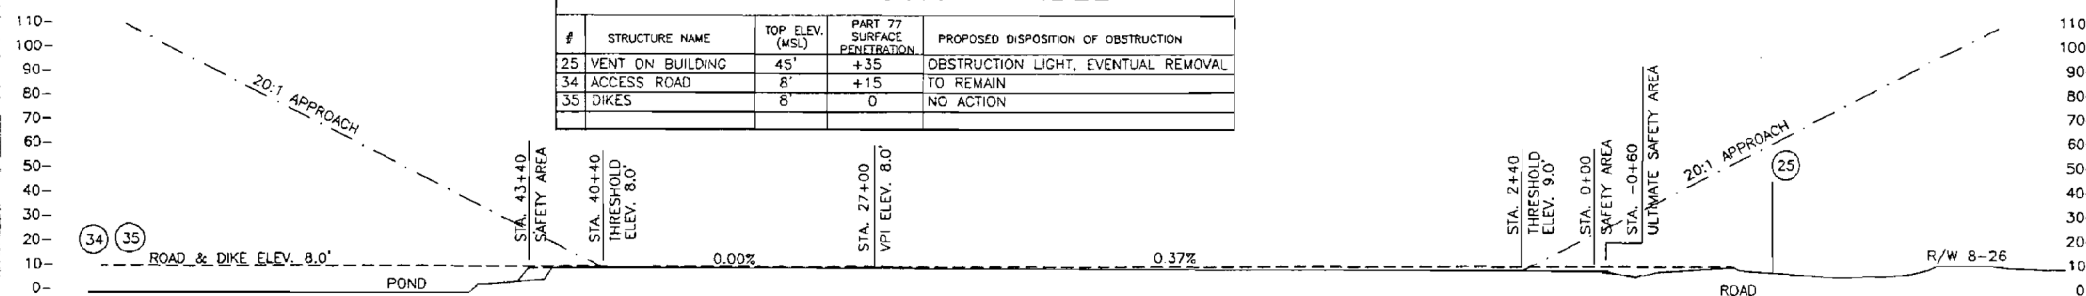 # STRUCTURE NAME TOP ELEV. (MSL) PART 77 SURFACE PENETRATION PROPOSED DISPOSITION OF OBSTRUCTION
25 VENT ON BUILDING 45' +35 OBSTRUCTION LIGHT, EVENTUAL REMOVAL
34 ACCESS ROAD 8' +15 TO REMAIN
35 DIKES 8' 0 NO ACTION
110-
100-
90-
80-
70-
60-
50-
40-
30-
20-
10-
0-
20:1 APPROACH
34 35
ROAD & DIKE ELEV. 8.0'
POND
STA. 43+40
SAFETY AREA
STA. 40+40
THRESHOLD
ELEV. 8.0'
0.00%
STA. 27+00
VPI ELEV. 8.0'
0.37%
STA. 2+40
THRESHOLD
ELEV. 9.0'
STA. 0+00
SAFETY AREA
STA. -0+60
ULTIMATE SAFETY AREA
20:1 APPROACH
25
R/W 8-26
ROAD
110
100
90
80
70
60
50
40
30
20
10
0